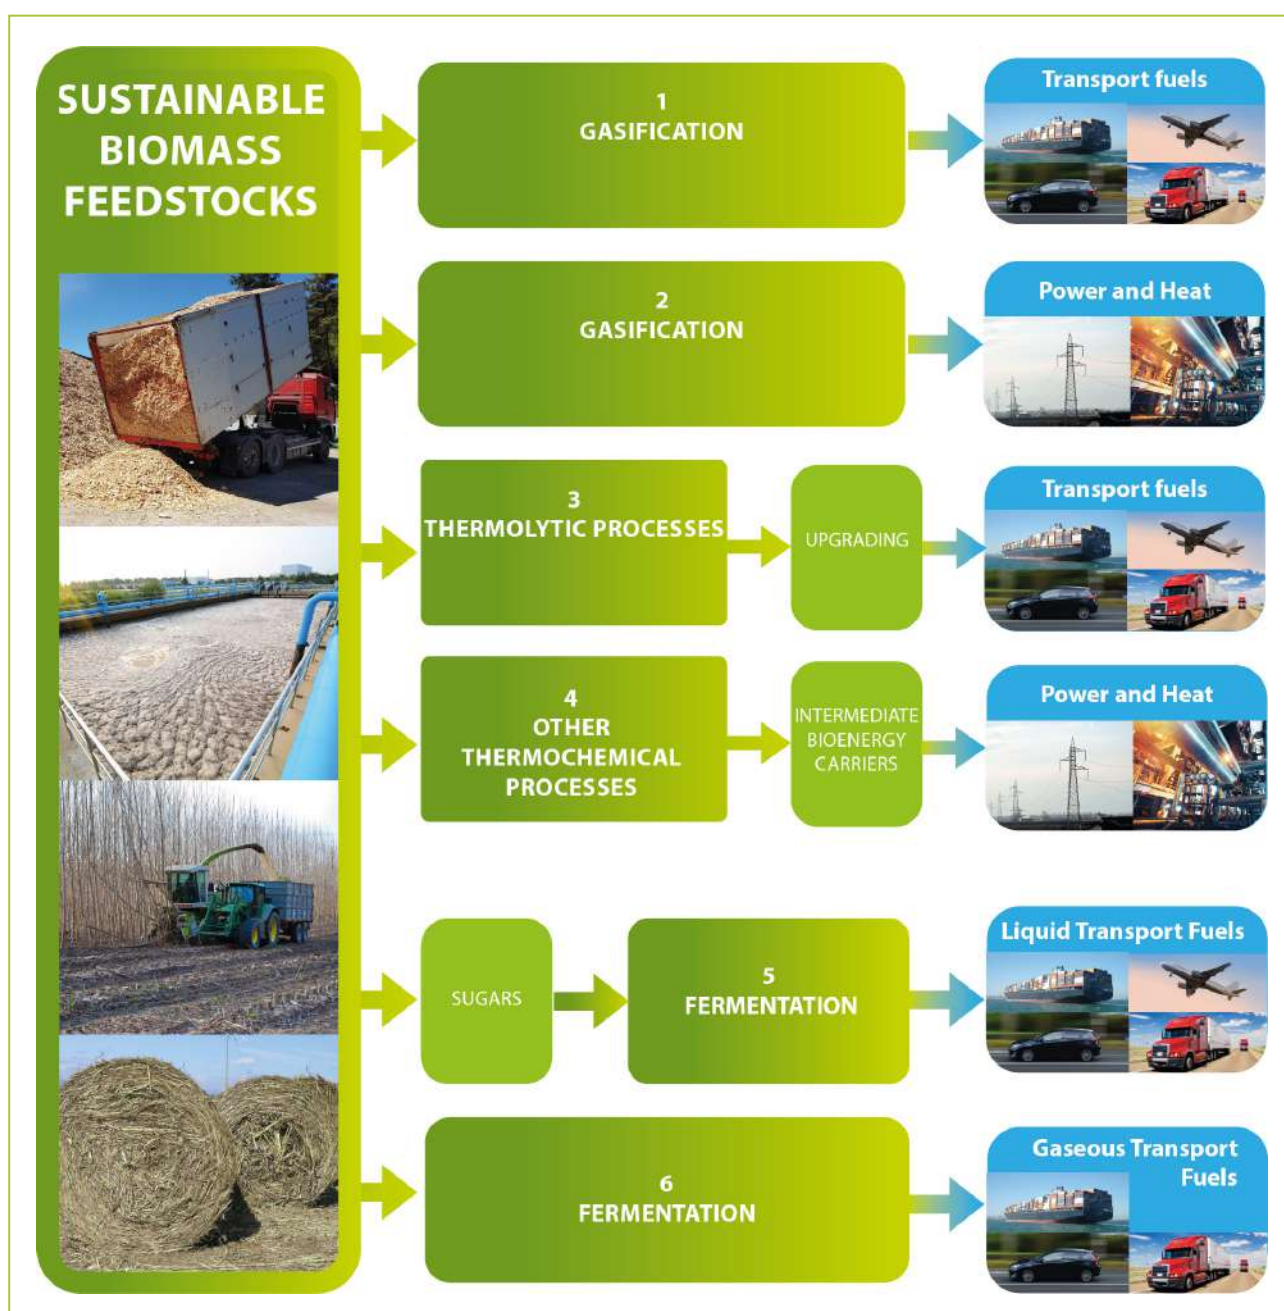 SUSTAINABLE
BIOMASS
FEEDSTOCKS
1
GASIFICATION
Transport fuels
2
GASIFICATION
Power and Heat
3
THERMOLYTIC PROCESSES
UPGRADING
Transport fuels
4
OTHER
THERMOCHEMICAL
PROCESSES
INTERMEDIATE
BIOENERGY
CARRIERS
Power and Heat
SUGARS
5
FERMENTATION
Liquid Transport Fuels
6
FERMENTATION
Gaseous Transport
Fuels